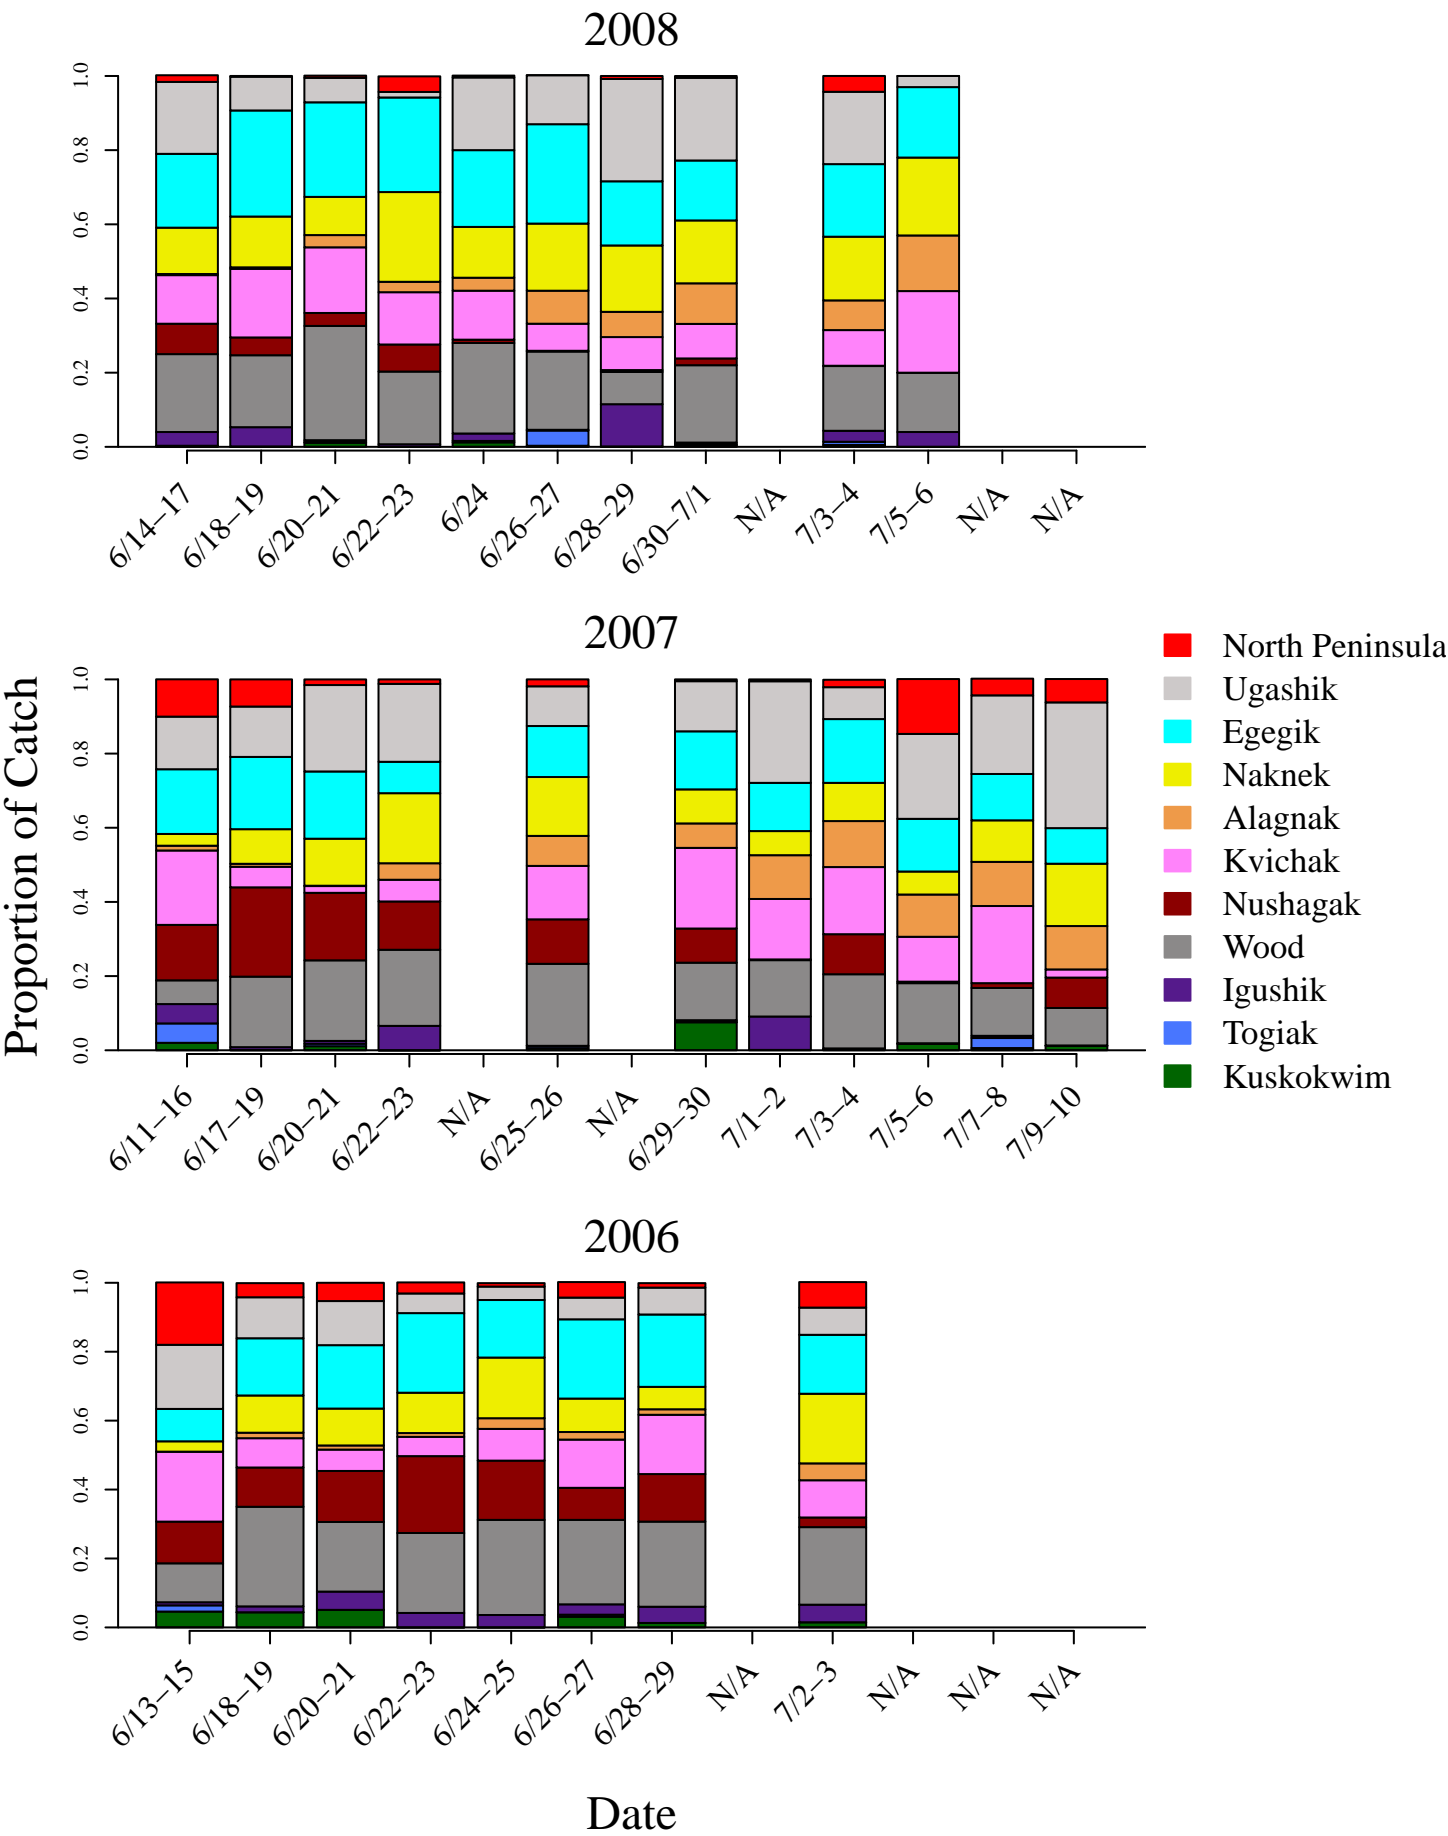 2008
1.0
0.8
0.6
0.4
0.2
0.0
6/14–17
6/18–19
6/20–21
6/22–23
6/24
6/26–27
6/28–29
6/30–7/1
N/A
7/3–4
7/5–6
N/A
N/A
Proportion of Catch
2007
1.0
0.8
0.6
0.4
0.2
0.0
6/11–16
6/17–19
6/20–21
6/22–23
N/A
6/25–26
N/A
6/29–30
7/1–2
7/3–4
7/5–6
7/7–8
7/9–10
North Peninsula
Ugashik
Egegik
Naknek
Alagnak
Kvichak
Nushagak
Wood
Igushik
Togiak
Kuskokwim
2006
1.0
0.8
0.6
0.4
0.2
0.0
6/13–15
6/18–19
6/20–21
6/22–23
6/24–25
6/26–27
6/28–29
N/A
7/2–3
N/A
N/A
N/A
Date